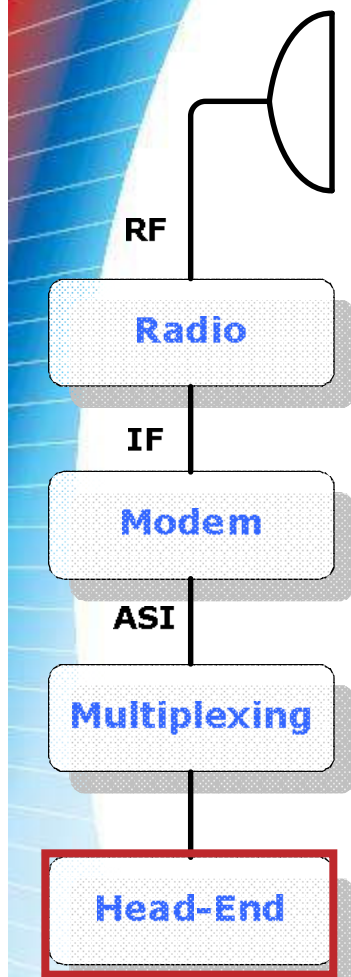 RF
Radio
IF
Modem
ASI
Multiplexing
Head-End